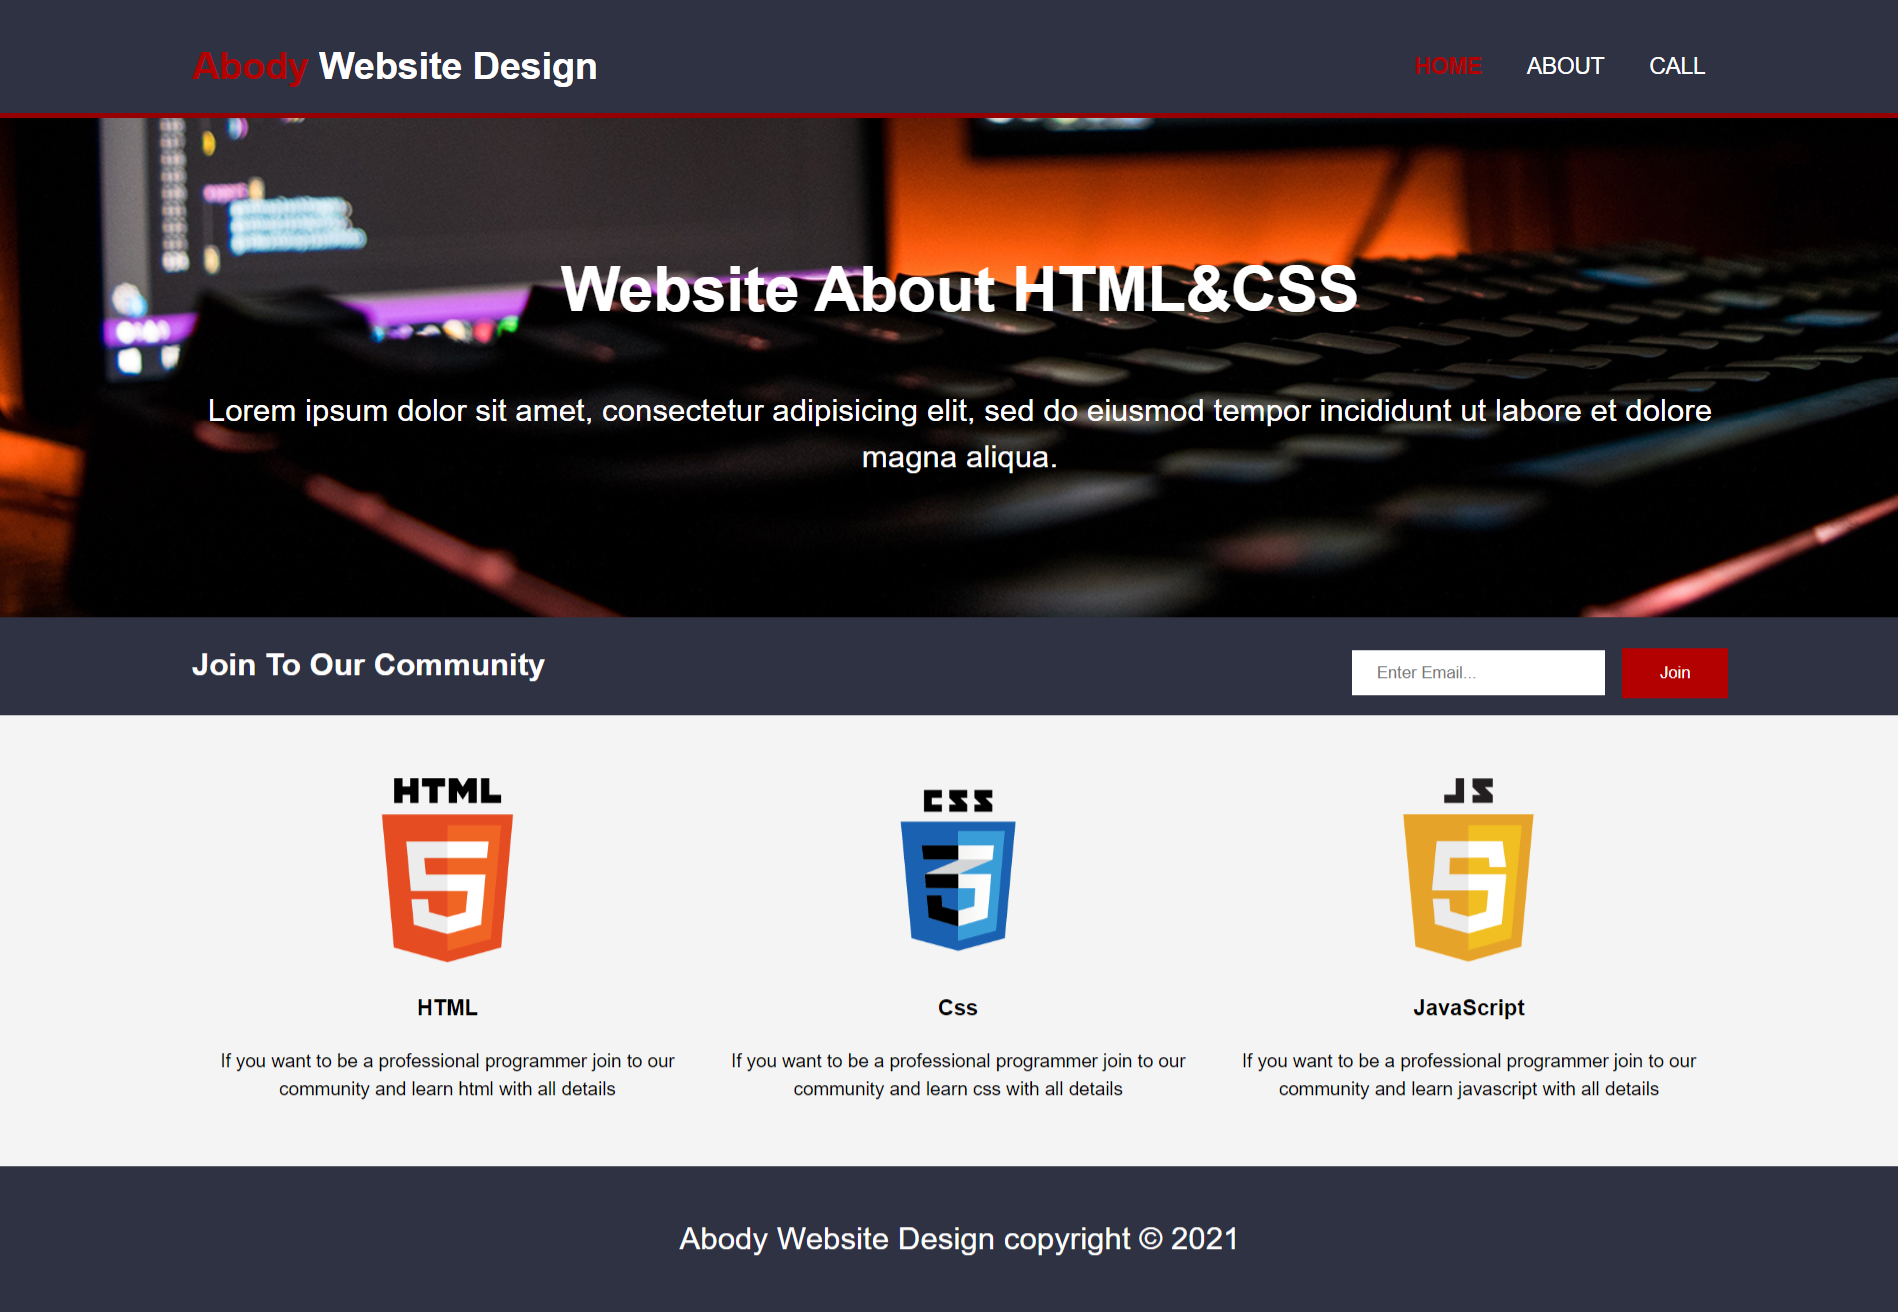 Abody Website Design
HOME ABOUT CALL
Website About HTML&CSS
Lorem ipsum dolor sit amet, consectetur adipisicing elit, sed do eiusmod tempor incididunt ut labore et dolore
magna aliqua.
Join To Our Community
Enter Email...
Join
HTML
5
HTML
If you want to be a professional programmer join to our
community and learn html with all details
CSS
3
Css
If you want to be a professional programmer join to our
community and learn css with all details
JS
5
JavaScript
If you want to be a professional programmer join to our
community and learn javascript with all details
Abody Website Design copyright © 2021